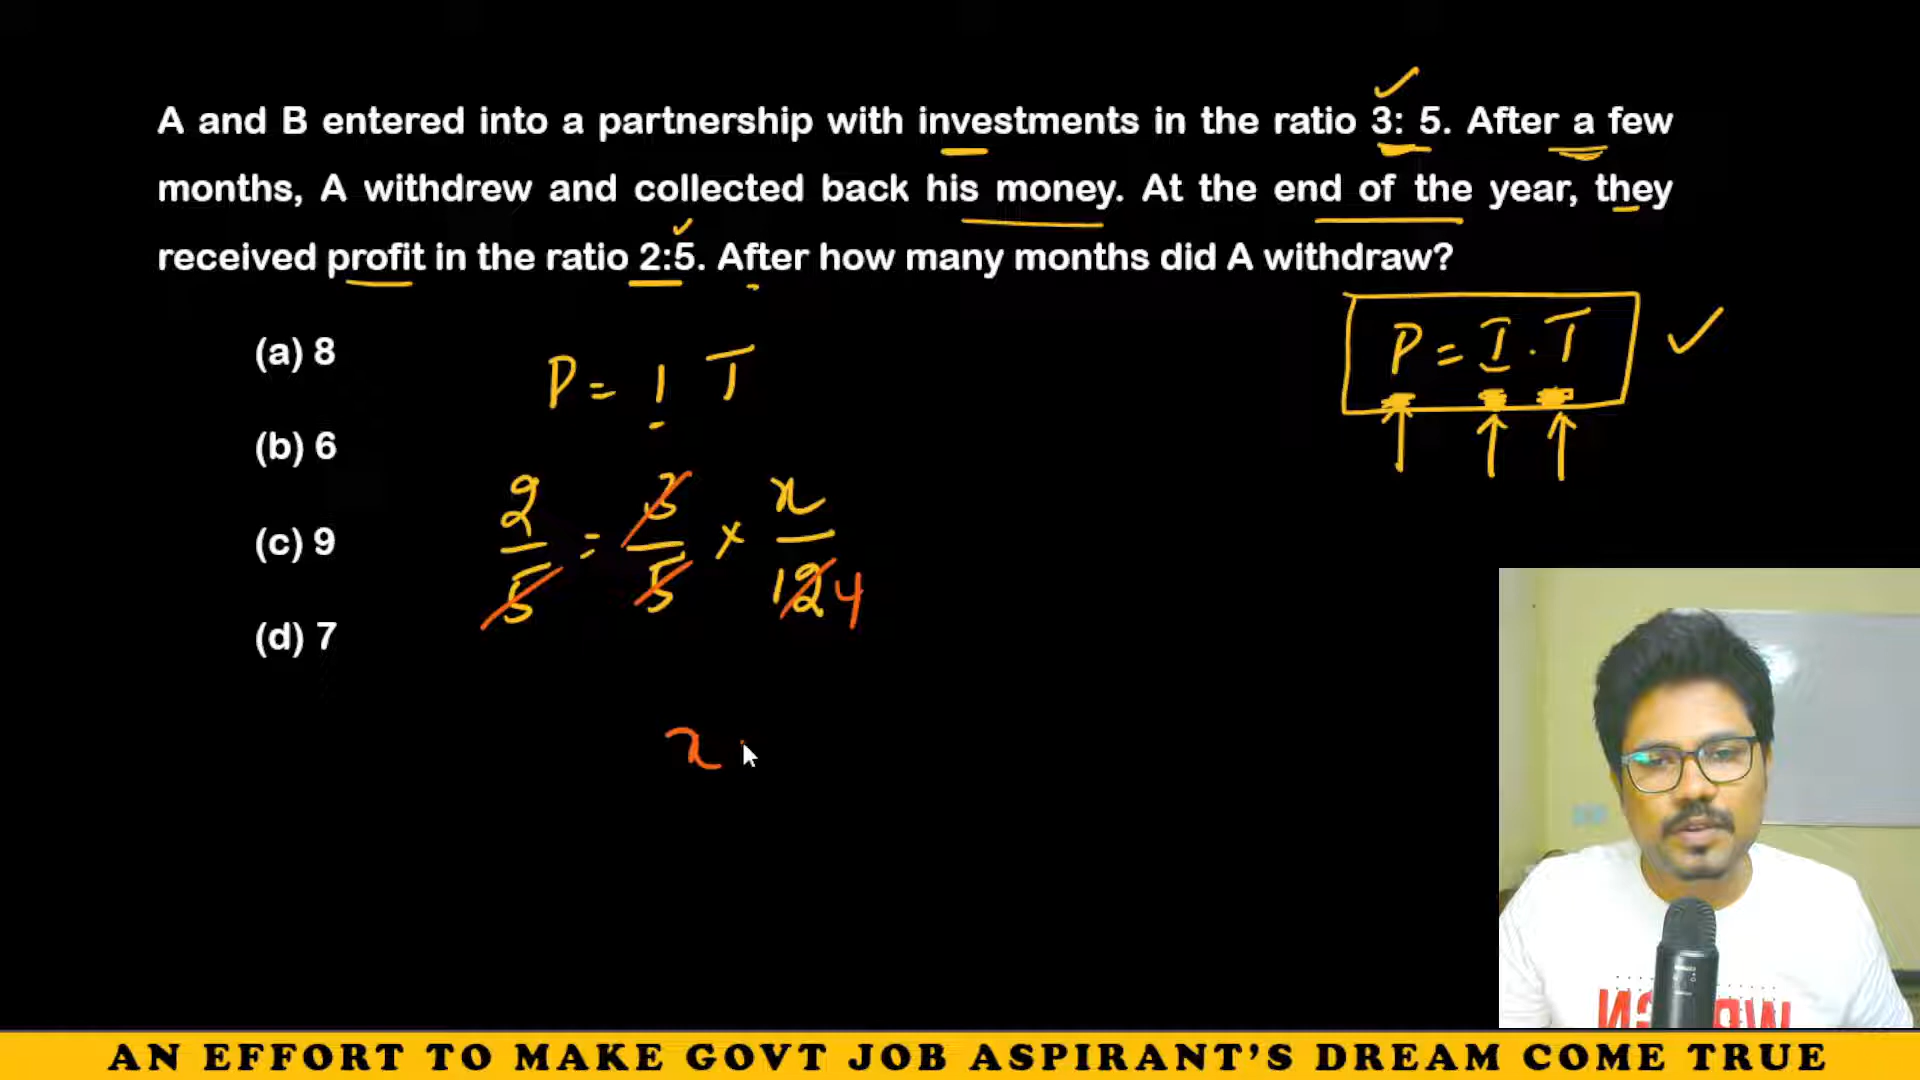 A and B entered into a partnership with investments in the ratio 3: 5. After a few
months, A withdrew and collected back his money. At the end of the year, they
received profit in the ratio 2:5. After how many months did A withdraw?
P = I . T
(a) 8
P = I T
(b) 6
2/5 = 3/5 × x/12 4
(c) 9
(d) 7
x
AN EFFORT TO MAKE GOVT JOB ASPIRANT'S DREAM COME TRUE